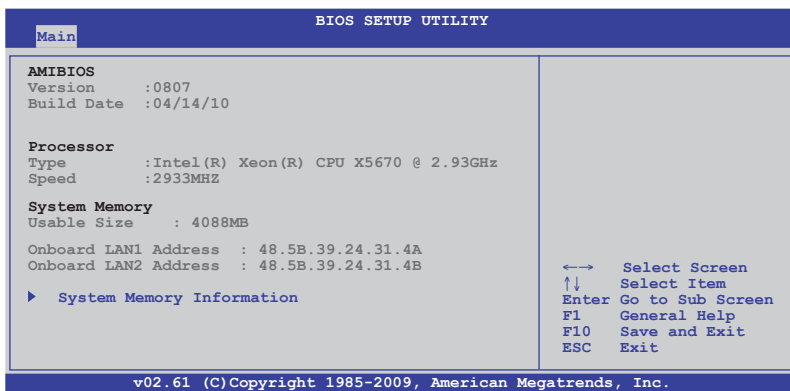 BIOS SETUP UTILITY
Main
AMIBIOS
Version :0807
Build Date :04/14/10
Processor
Type :Intel(R) Xeon(R) CPU X5670 @ 2.93GHz
Speed :2933MHZ
System Memory
Usable Size : 4088MB
Onboard LAN1 Address : 48.5B.39.24.31.4A
Onboard LAN2 Address : 48.5B.39.24.31.4B
System Memory Information
←→ Select Screen
↑↓ Select Item
Enter Go to Sub Screen
F1 General Help
F10 Save and Exit
ESC Exit
v02.61 (C)Copyright 1985-2009, American Megatrends, Inc.